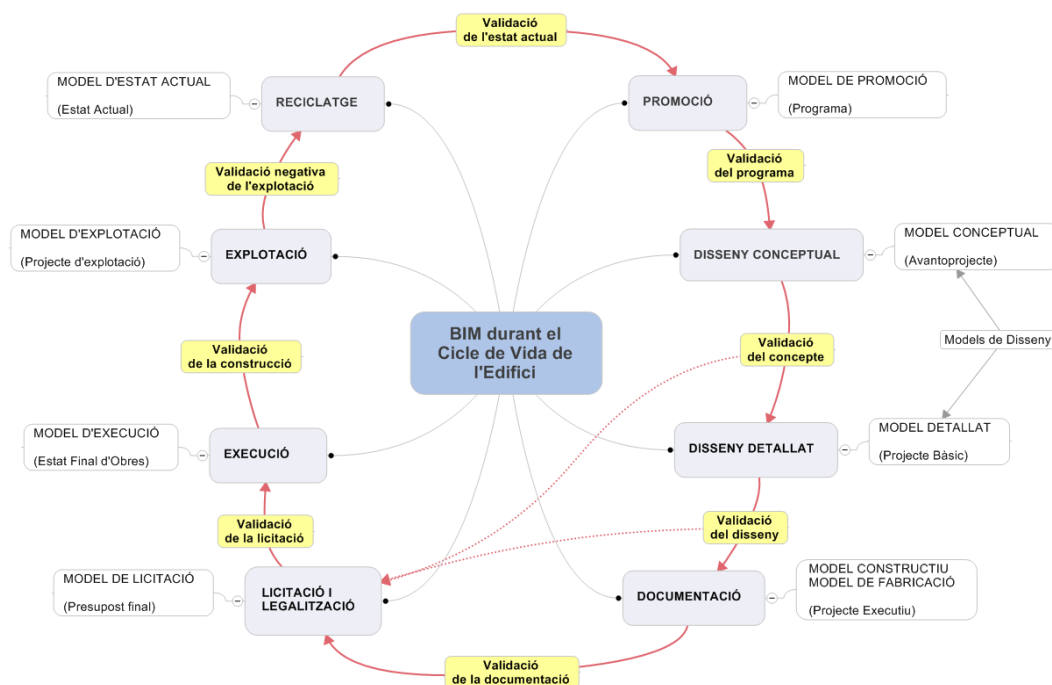 Validació
de l'estat actual
MODEL D'ESTAT ACTUAL
(Estat Actual)
RECICLATGE
PROMOCIÓ
MODEL DE PROMOCIÓ
(Programa)
Validació negativa
de l'explotació
Validació
del programa
MODEL D'EXPLOTACIÓ
(Projecte d'explotació)
EXPLOTACIÓ
DISSENY CONCEPTUAL
MODEL CONCEPTUAL
(Avantoprojecte)
BIM durant el
Cicle de Vida de
l'Edifici
Validació
de la construcció
Validació
del concepte
Models de Disseny
MODEL D'EXECUCIÓ
(Estat Final d'Obres)
EXECUCIÓ
DISSENY DETALLAT
MODEL DETALLAT
(Projecte Bàsic)
Validació
de la licitació
Validació
del disseny
MODEL DE LICITACIÓ
(Presupost final)
LICITACIÓ I
LEGALITZACIÓ
DOCUMENTACIÓ
MODEL CONSTRUCTIU
MODEL DE FABRICACIÓ
(Projecte Executiu)
Validació
de la documentació